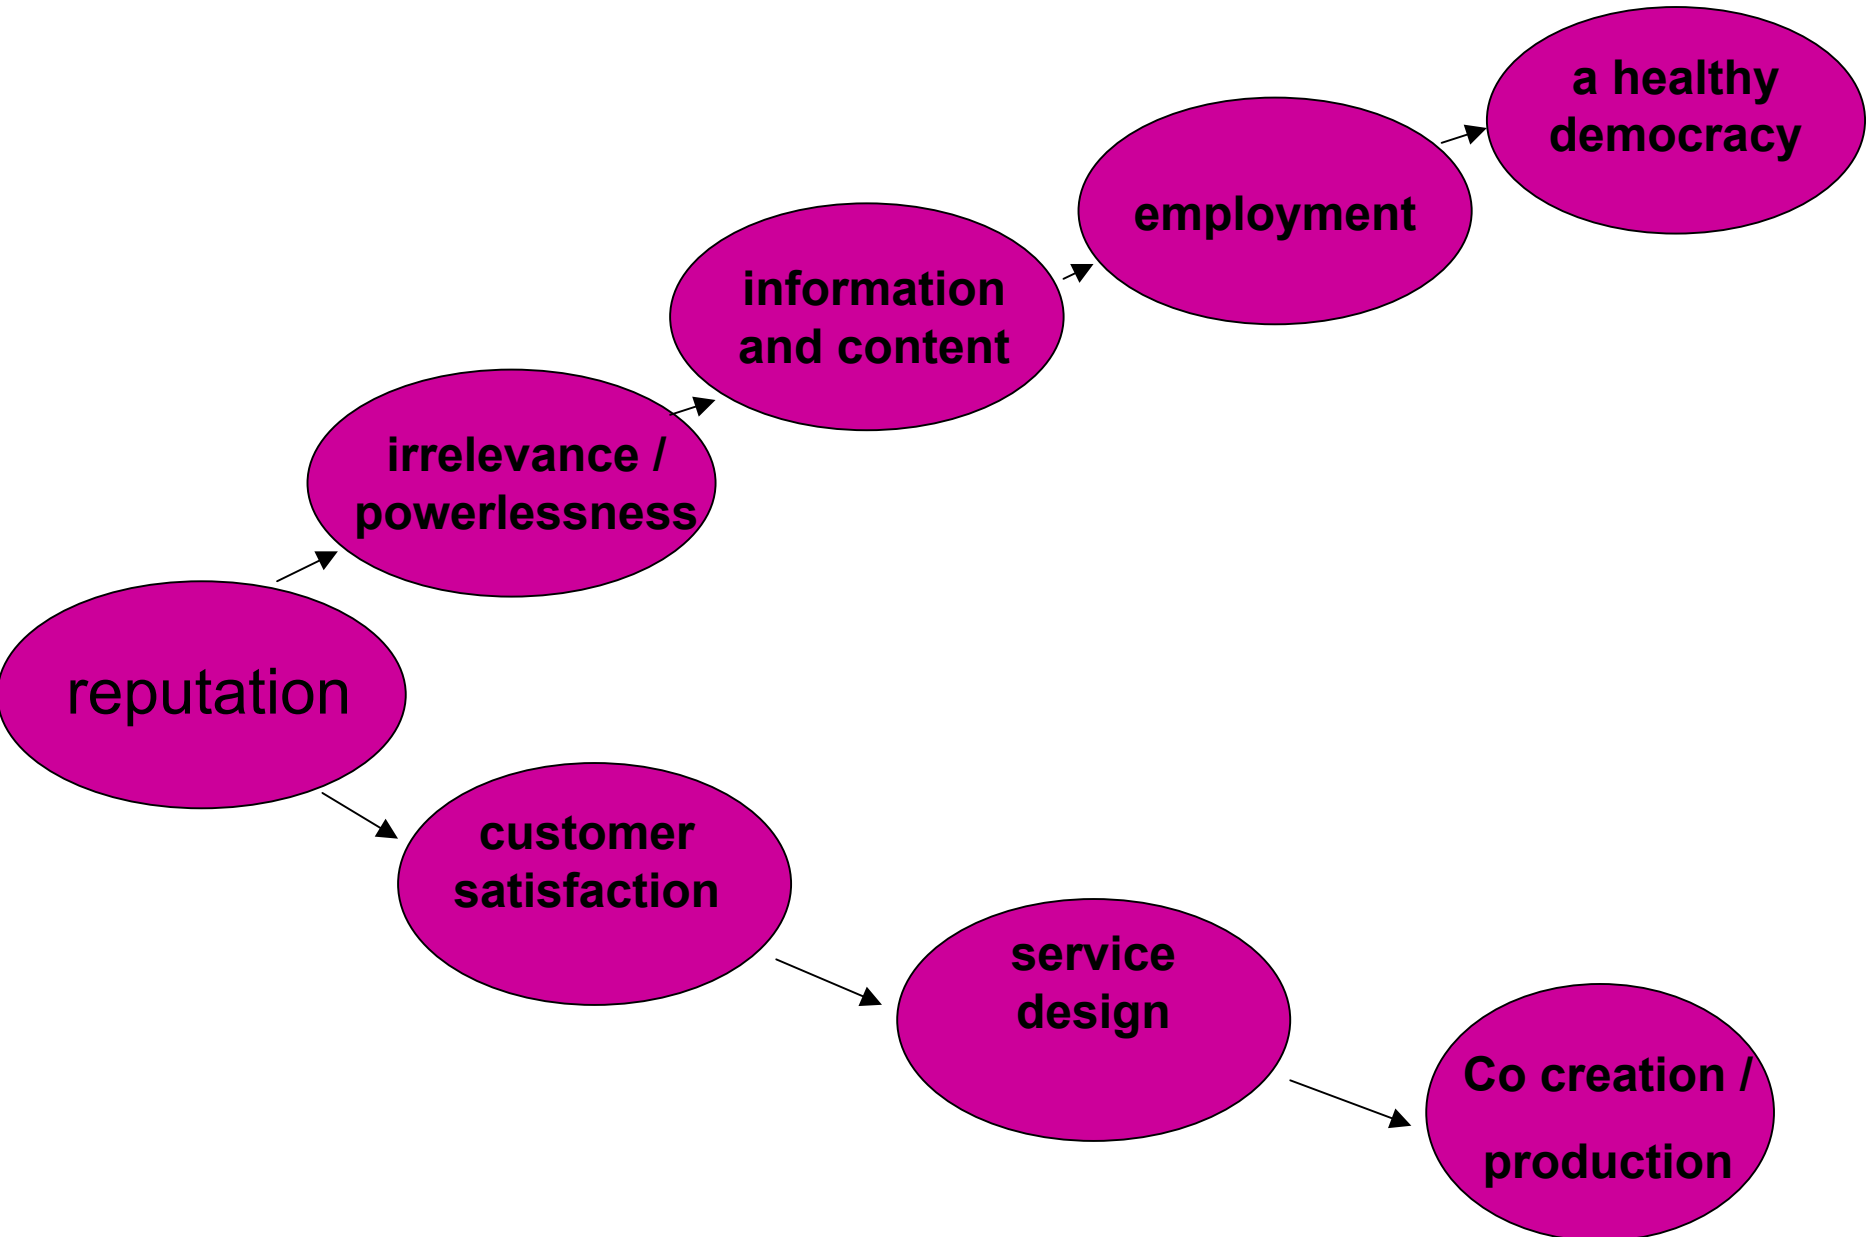 a healthy
democracy
employment
information
and content
irrelevance /
powerlessness
reputation
customer
satisfaction
service
design
Co creation /
production